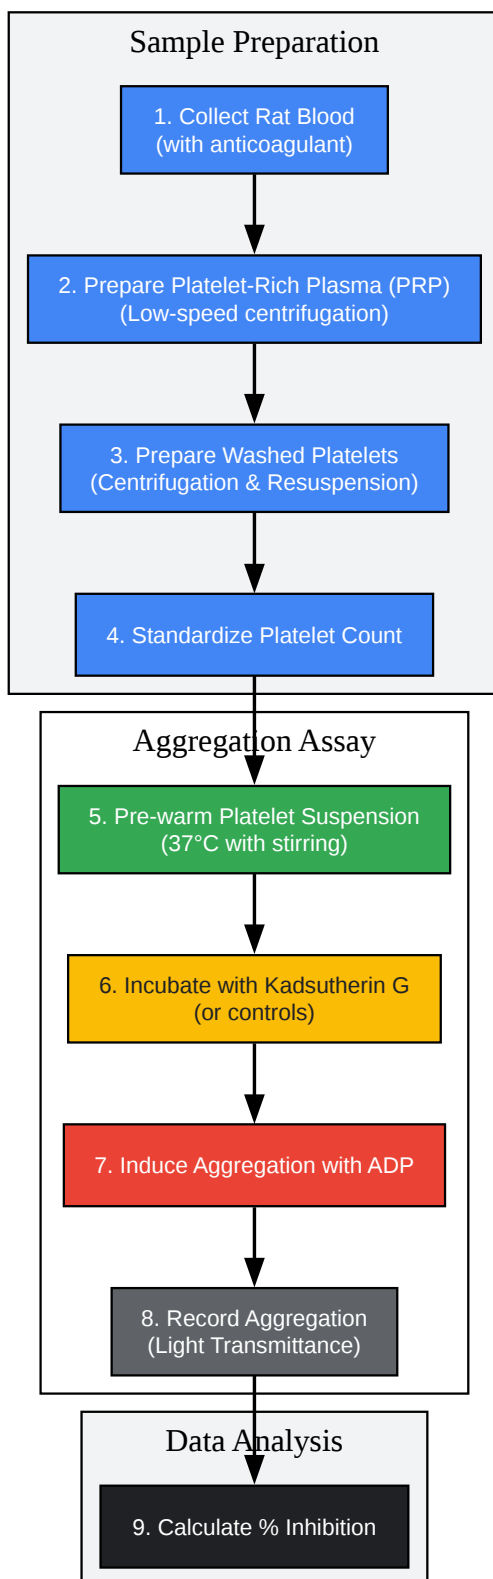 Sample Preparation
1. Collect Rat Blood
(with anticoagulant)
2. Prepare Platelet-Rich Plasma (PRP)
(Low-speed centrifugation)
3. Prepare Washed Platelets
(Centrifugation & Resuspension)
4. Standardize Platelet Count
Aggregation Assay
5. Pre-warm Platelet Suspension
(37°C with stirring)
6. Incubate with Kadsutherin G
(or controls)
7. Induce Aggregation with ADP
8. Record Aggregation
(Light Transmittance)
Data Analysis
9. Calculate % Inhibition